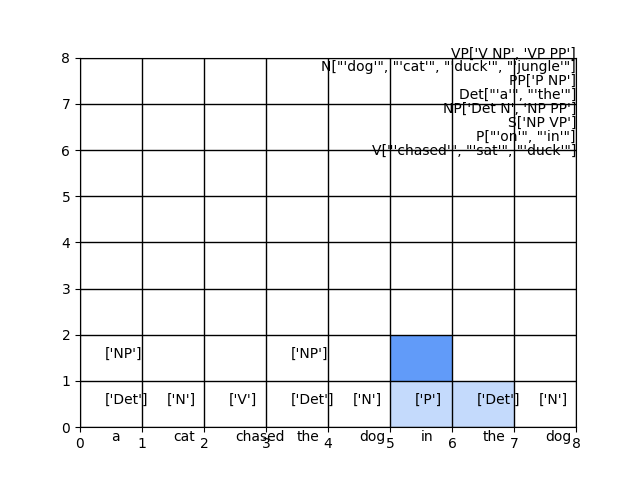 8
VP['V NP', 'VP PP']
N["'dog'", "'cat'", "'duck'", "'jungle'"]
PP['P NP']
Det["'a'", "'the'"]
7
NP['Det N', 'NP PP']
S['NP VP']
P["'on'", "'in'"]
6
V["'chased'", "'sat'", "'duck'"]
5
4
3
2
['NP'] ['NP']
1
['Det'] ['N'] ['V'] ['Det'] ['N'] ['P'] ['Det'] ['N']
0
a cat chased the dog in the dog
0 1 2 3 4 5 6 7 8